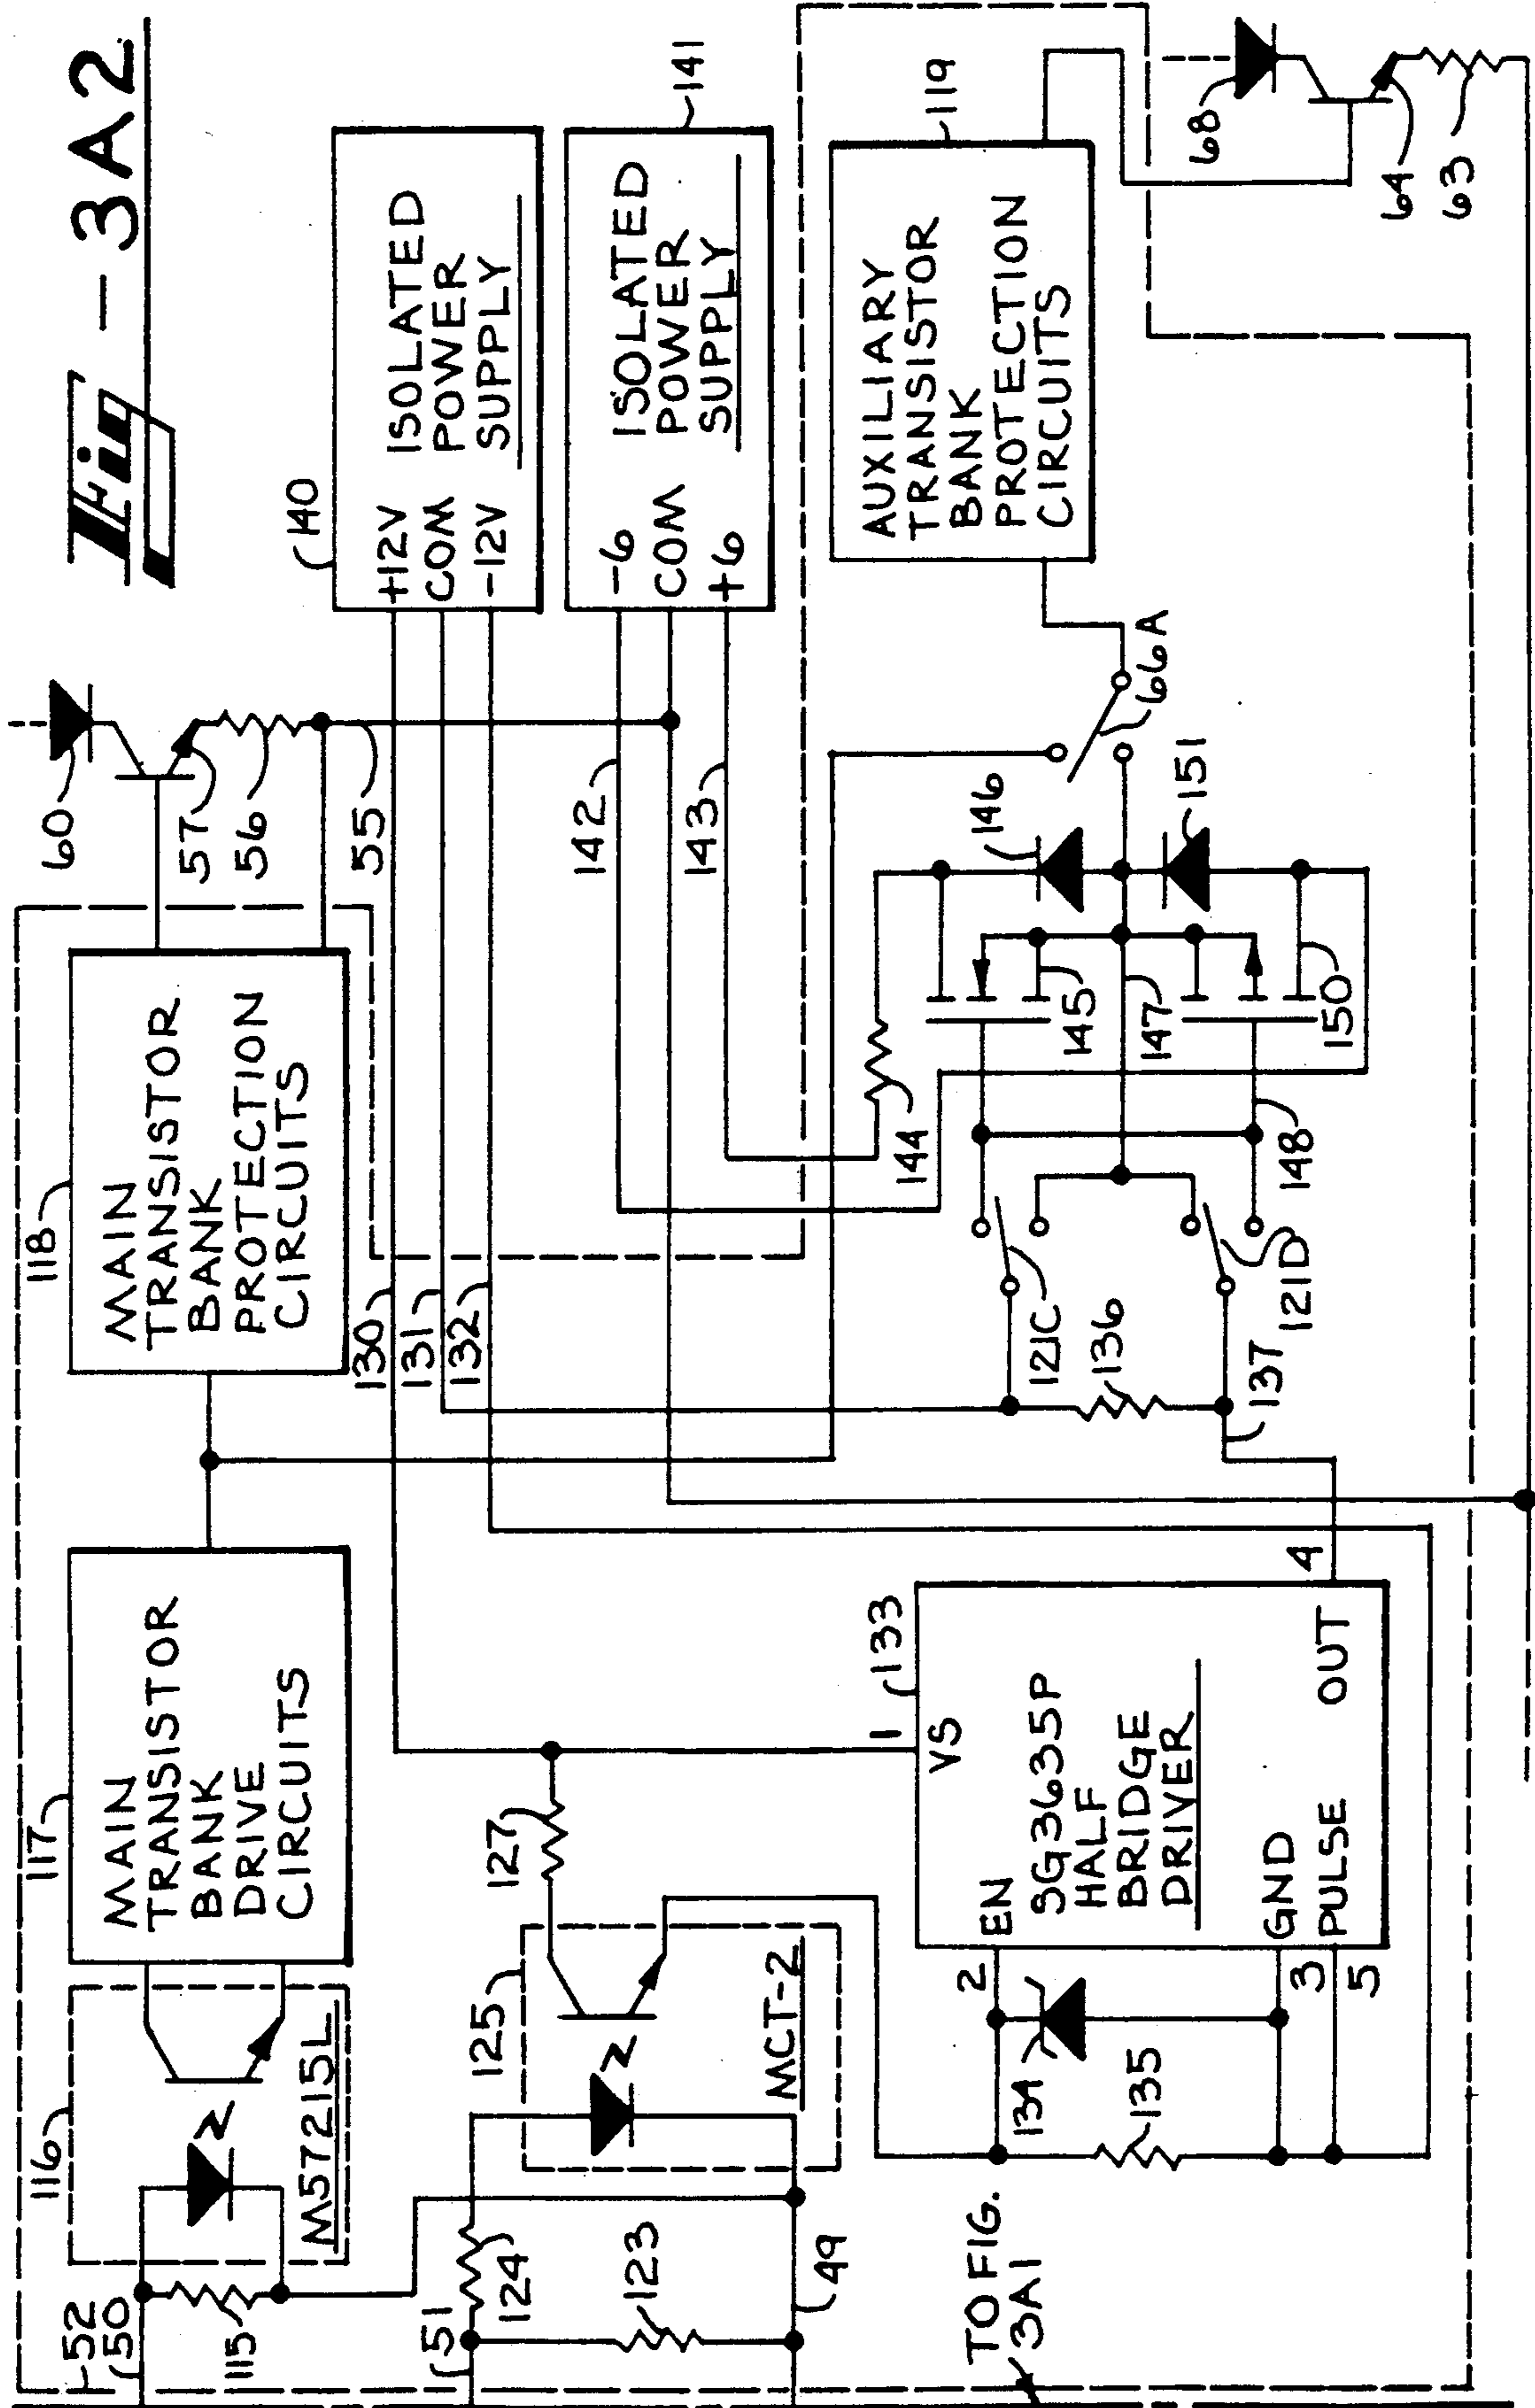 Fig-3A2
118
MAIN
TRANSISTOR
BANK
PROTECTION
CIRCUITS
60
57
56
55
140
+12V
COM
-12V
ISOLATED
POWER
SUPPLY
141
-6
COM
+6
ISOLATED
POWER
SUPPLY
142
143
130
131
132
117
MAIN
TRANSISTOR
BANK
DRIVE
CIRCUITS
116
M57215L
52
50
115
51
124
123
49
125
MCT-2
127
133
1
VS
SG3635P
HALF
BRIDGE
DRIVER
EN
GND
PULSE
OUT
2
3
5
4
134
135
TO FIG.
3A1
137
136
121C
121D
144
145
146
147
148
150
151
66A
119
AUXILIARY
TRANSISTOR
BANK
PROTECTION
CIRCUITS
68
64
63